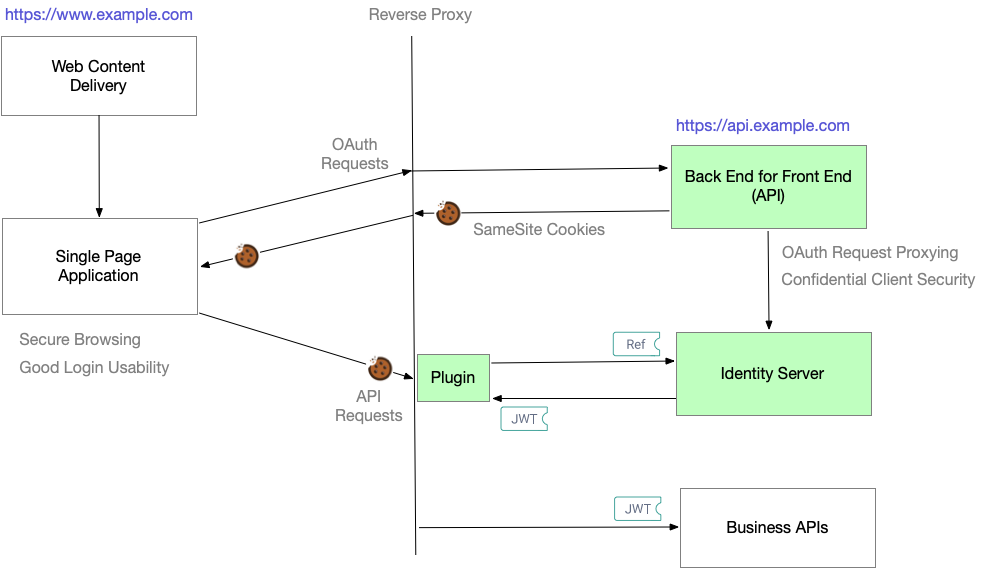 https://www.example.com
Reverse Proxy
Web Content
Delivery
https://api.example.com
OAuth
Requests
Back End for Front End
(API)
SameSite Cookies
Single Page
Application
OAuth Request Proxying
Confidential Client Security
Secure Browsing
Good Login Usability
Ref
Plugin
Identity Server
API
Requests
JWT
JWT
Business APIs